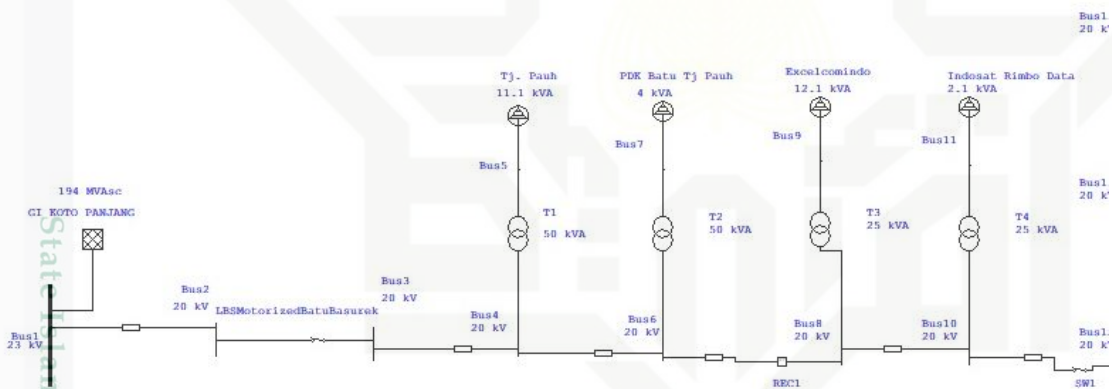 Bus1
20 kV
Tj. Pauh
11.1 kVA
PDK Batu Tj Pauh
4 kVA
Excelcomindo
12.1 kVA
Indosat Rimbo Data
2.1 kVA
Bus5
Bus7
Bus9
Bus11
194 MVAsc
GI KOTO PANJANG
Bus1
20 kV
T1
50 kVA
T2
50 kVA
T3
25 kVA
T4
25 kVA
State Islam
Bus2
20 kV
LBSMotorizedBatuBasurek
Bus3
20 kV
Bus4
20 kV
Bus6
20 kV
Bus8
20 kV
Bus10
20 kV
Bus1
20 kV
Bus1
23 kV
REC1
SW1